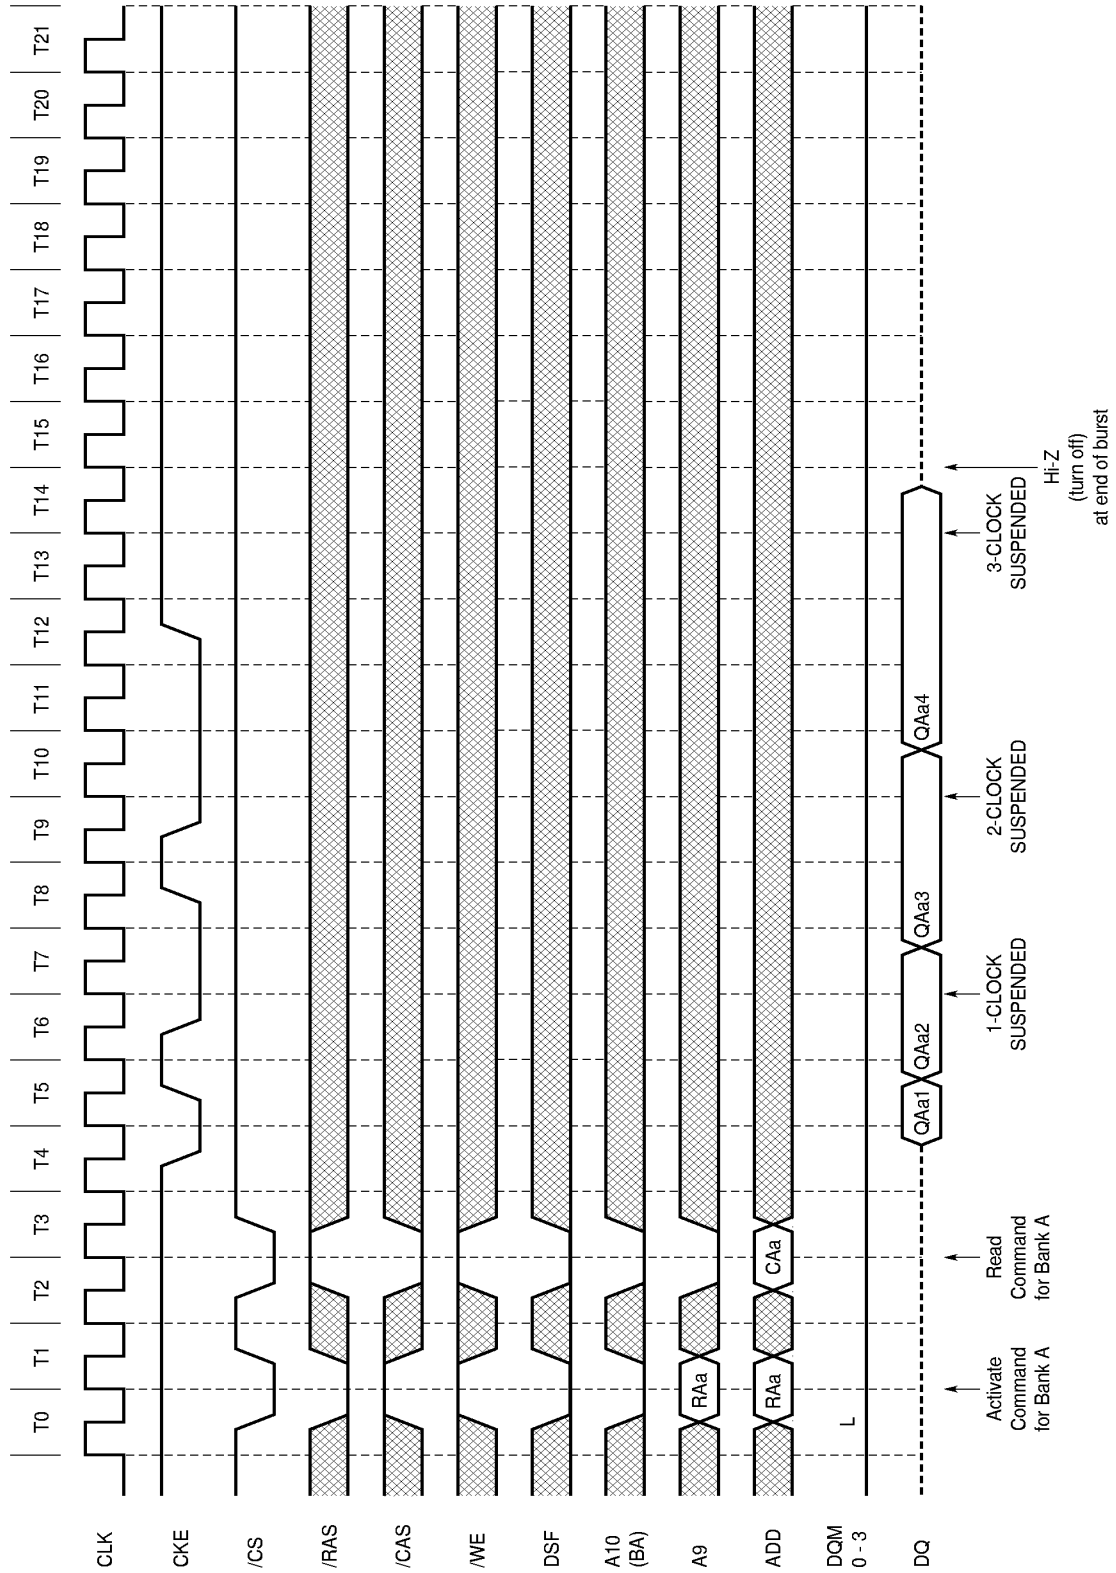 T0 T1 T2 T3 T4 T5 T6 T7 T8 T9 T10 T11 T12 T13 T14 T15 T16 T17 T18 T19 T20 T21
CLK
CKE
/CS
/RAS
/CAS
/WE
DSF
A10
(BA)
A9 RAa
ADD RAa CAa
DQM
0 - 3
L
DQ QAa1 QAa2 QAa3 QAa4
Activate
Command
for Bank A
Read
Command
for Bank A
1-CLOCK
SUSPENDED
2-CLOCK
SUSPENDED
3-CLOCK
SUSPENDED
Hi-Z
(turn off)
at end of burst